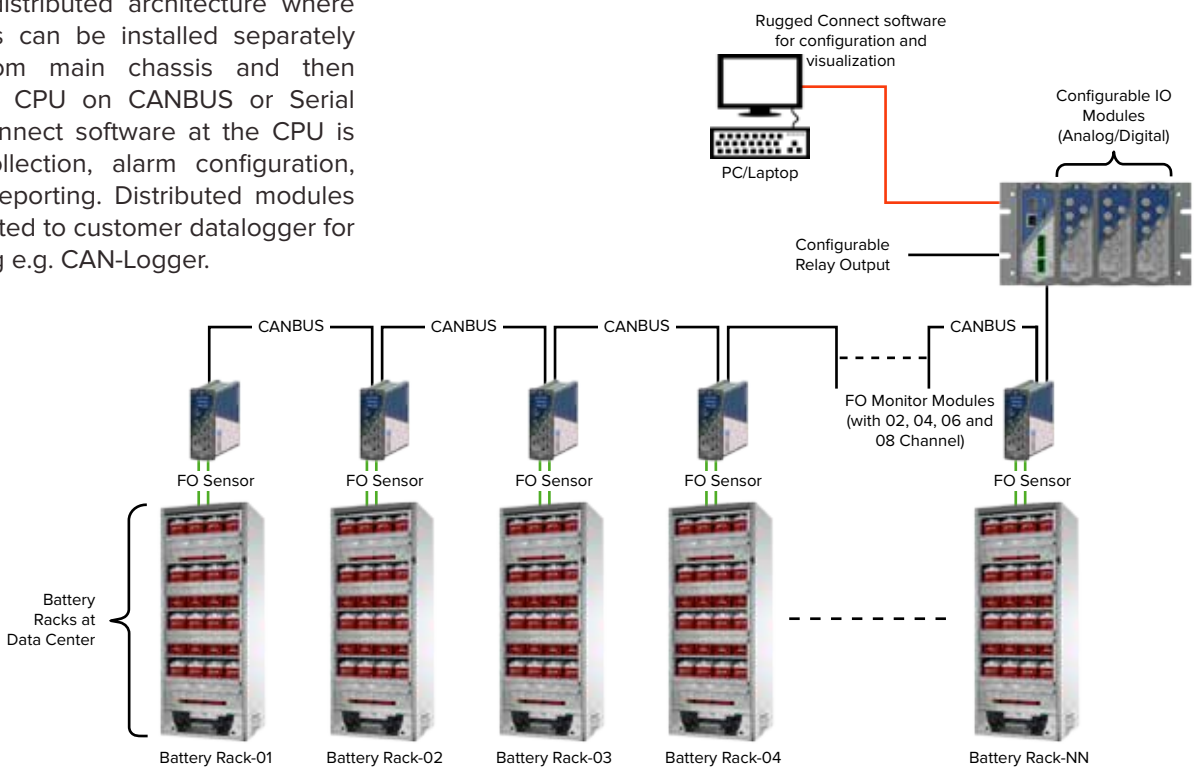 distributed architecture where
can be installed separately
main chassis and then
CPU on CANBUS or Serial
software at the CPU is
alarm configuration,
eporting. Distributed modules
ted to customer datalogger for
e.g. CAN-Logger.
Rugged Connect software
for configuration and
visualization
PC/Laptop
Configurable IO
Modules
(Analog/Digital)
Configurable
Relay Output
CANBUS
CANBUS
CANBUS
CANBUS
FO Monitor Modules
(with 02, 04, 06 and
08 Channel)
FO Sensor
FO Sensor
FO Sensor
FO Sensor
FO Sensor
Battery
Racks at
Data Center
Battery Rack-01
Battery Rack-02
Battery Rack-03
Battery Rack-04
Battery Rack-NN